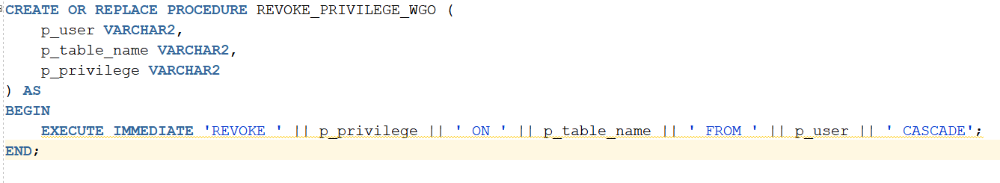 CREATE OR REPLACE PROCEDURE REVOKE_PRIVILEGE_WGO (
    p_user VARCHAR2,
    p_table_name VARCHAR2,
    p_privilege VARCHAR2
) AS
BEGIN
    EXECUTE IMMEDIATE 'REVOKE ' || p_privilege || ' ON ' || p_table_name || ' FROM ' || p_user || ' CASCADE';
END;